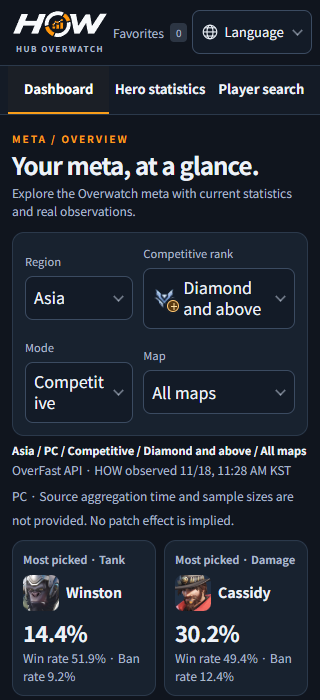 HOW
HUB OVERWATCH
Favorites 0
Language
Dashboard
Hero statistics
Player search
META / OVERVIEW
Your meta, at a glance.
Explore the Overwatch meta with current statistics
and real observations.
Region
Asia
Competitive rank
Diamond
and above
Mode
Competit
ive
Map
All maps
Asia / PC / Competitive / Diamond and above / All maps
OverFast API · HOW observed 11/18, 11:28 AM KST
PC · Source aggregation time and sample sizes are
not provided. No patch effect is implied.
Most picked · Tank
Winston
14.4%
Win rate 51.9% · Ban
rate 9.2%
Most picked · Damage
Cassidy
30.2%
Win rate 49.4% · Ban
rate 12.4%